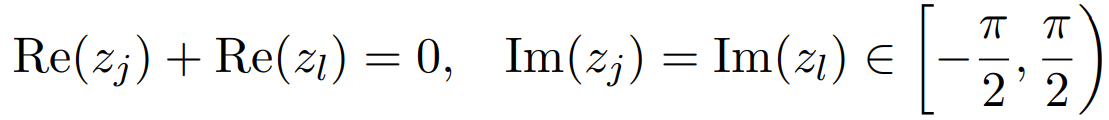 Re(z_j) + Re(z_l) = 0, Im(z_j) = Im(z_l) ∈ [−π/2, π/2)